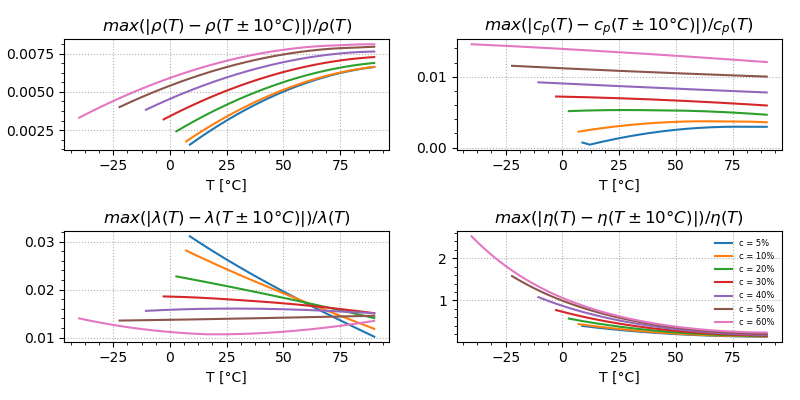 max(|ρ(T) − ρ(T ± 10°C)|)/ρ(T)
0.0075
0.0050
0.0025
−25 0 25 50 75
T [°C]
max(|c_p(T) − c_p(T ± 10°C)|)/c_p(T)
0.01
0.00
−25 0 25 50 75
T [°C]
max(|λ(T) − λ(T ± 10°C)|)/λ(T)
0.03
0.02
0.01
−25 0 25 50 75
T [°C]
max(|η(T) − η(T ± 10°C)|)/η(T)
2
1
c = 5%
c = 10%
c = 20%
c = 30%
c = 40%
c = 50%
c = 60%
−25 0 25 50 75
T [°C]